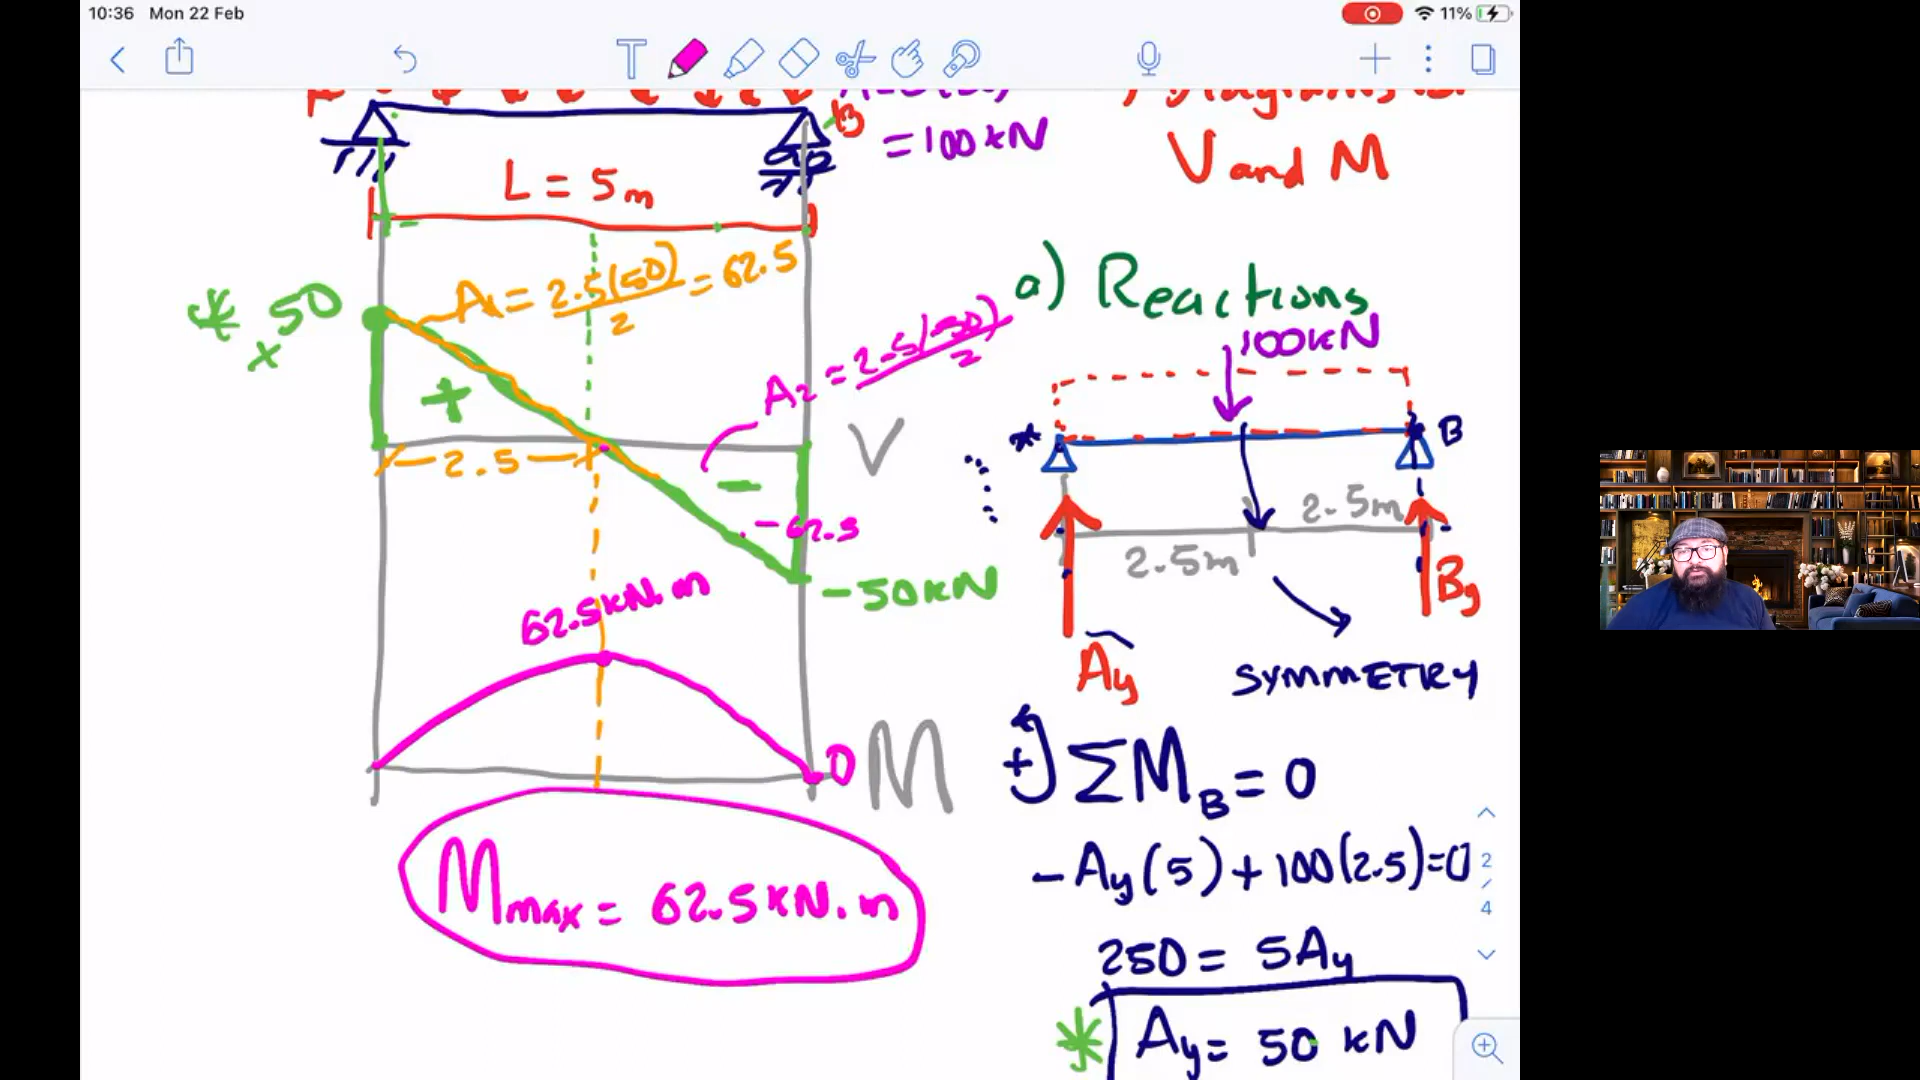 10:36 Mon 22 Feb
11%
= 100 kN
V and M
L = 5m
B
* +50
A1 = 2.5(50)/2 = 62.5
A2 = 2.5(-50)/2
+
2.5
V
-
-62.5
-50kN
62.5kN.m
0
M
Mmax = 62.5kN.m
a) Reactions
100kN
B
2.5m
2.5m
Ay
By
SYMMETRY
+ ΣMB = 0
- Ay(5) + 100(2.5) = 0
250 = 5Ay
* Ay = 50 kN
2
/
4